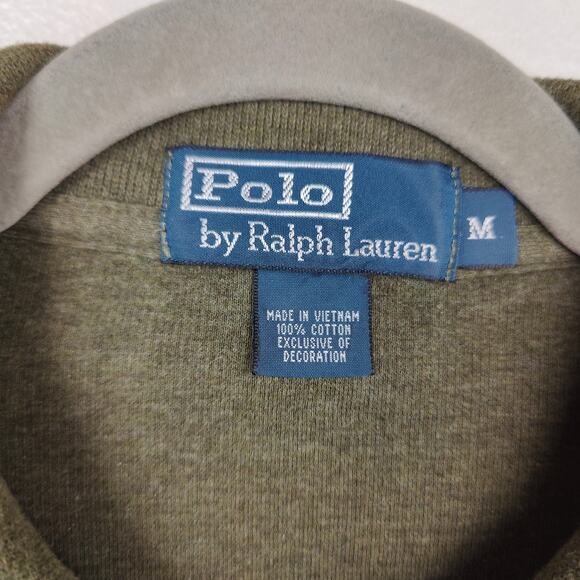 Polo
by Ralph Lauren
M
MADE IN VIETNAM
100% COTTON
EXCLUSIVE OF
DECORATION